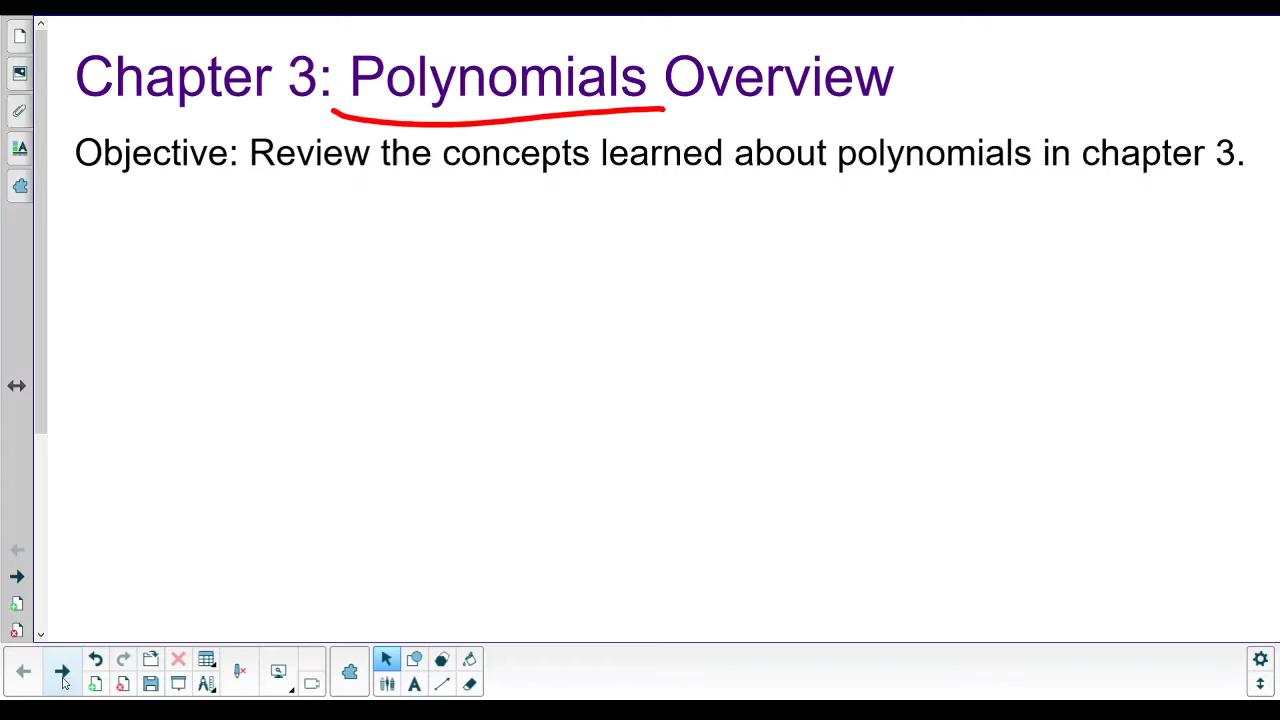 Chapter 3: Polynomials Overview
Objective: Review the concepts learned about polynomials in chapter 3.